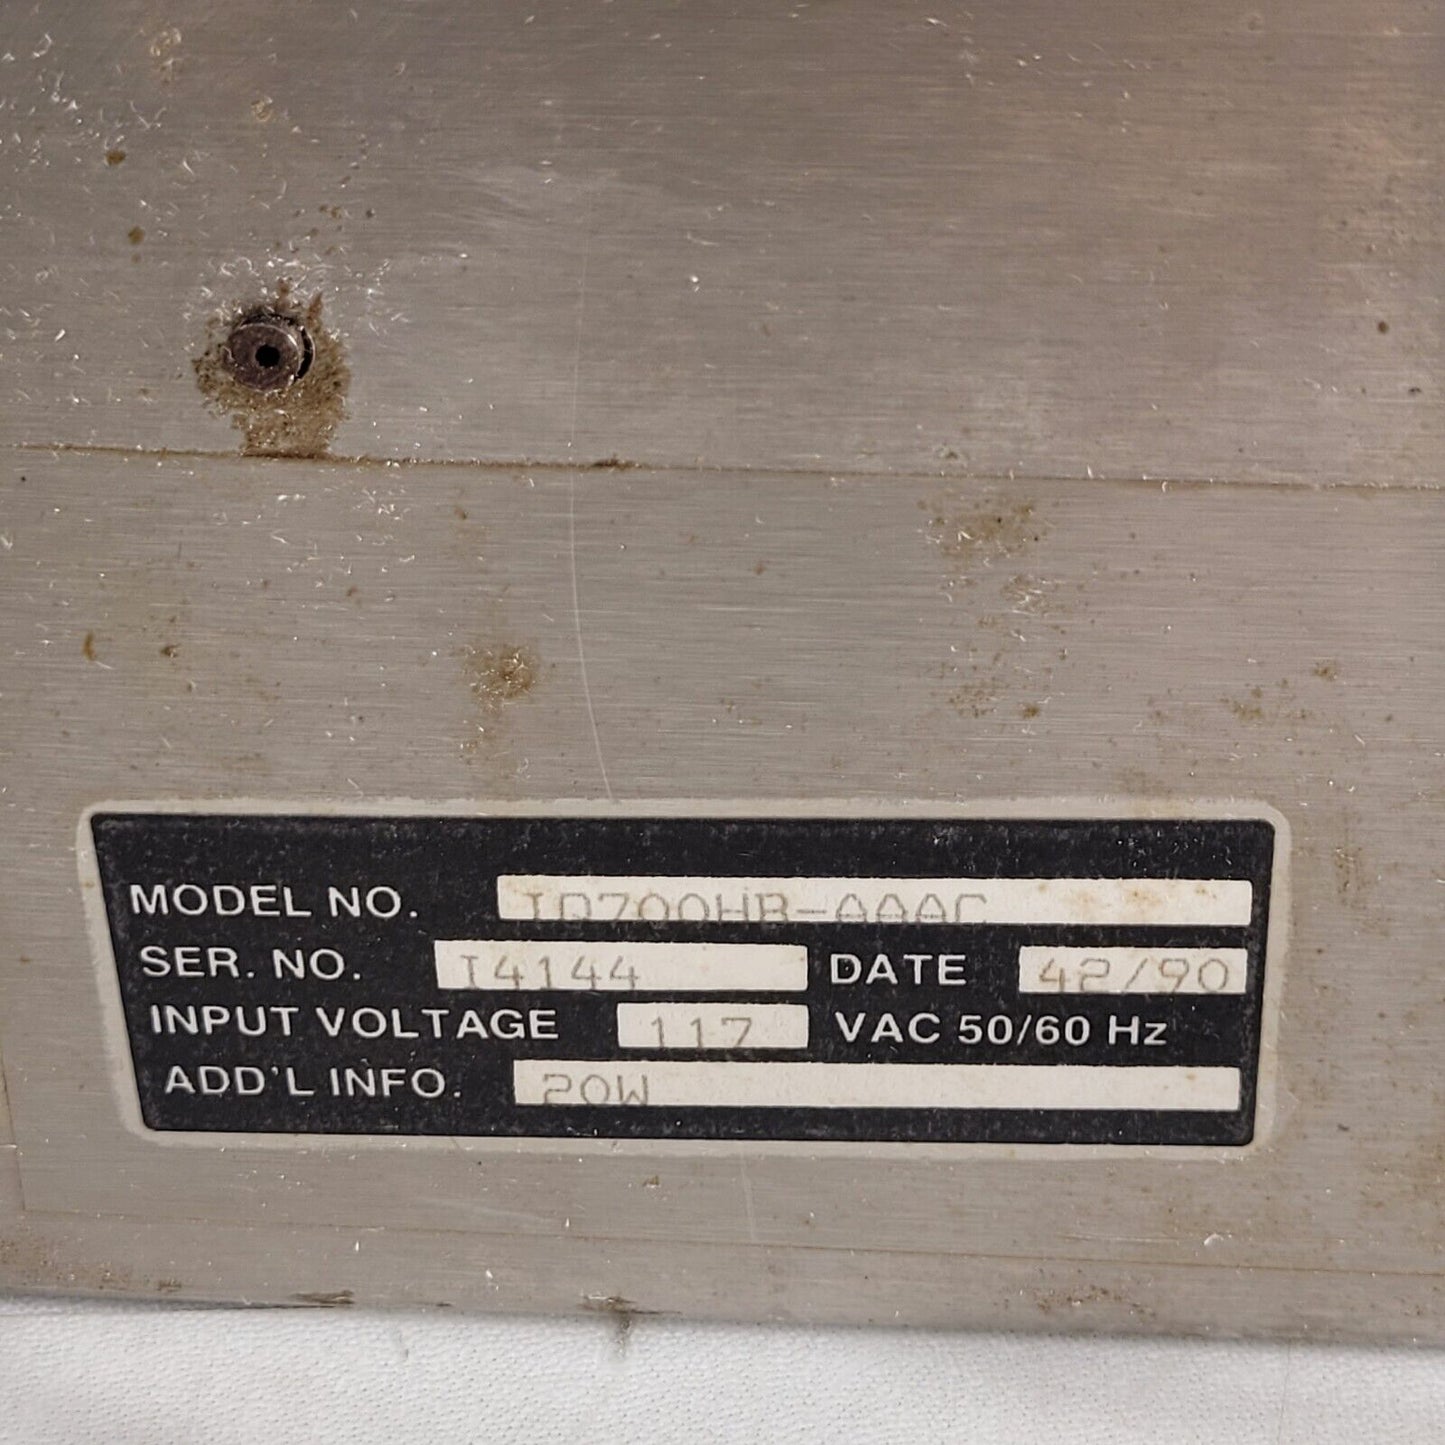 MODEL NO. IQ700HB-AAAC
SER. NO. I4144 DATE 42/90
INPUT VOLTAGE 117 VAC 50/60 Hz
ADD'L INFO. 20W